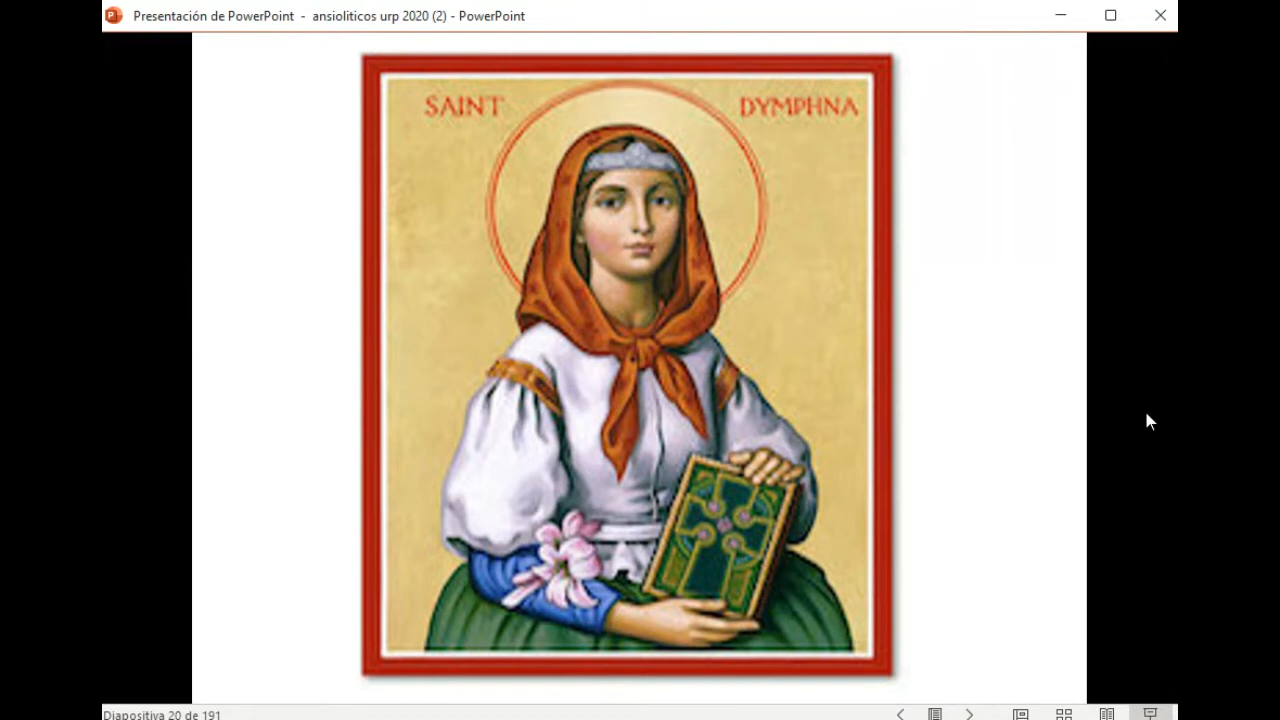 Presentación de PowerPoint - ansioliticos urp 2020 (2) - PowerPoint
SAINT DYMPHNA
Diapositiva 20 de 191